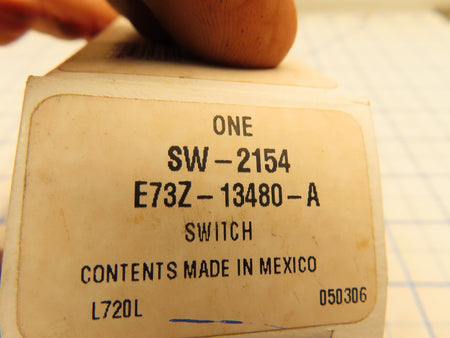 ONE
SW-2154
E73Z-13480-A
SWITCH
CONTENTS MADE IN MEXICO
L720L 050306